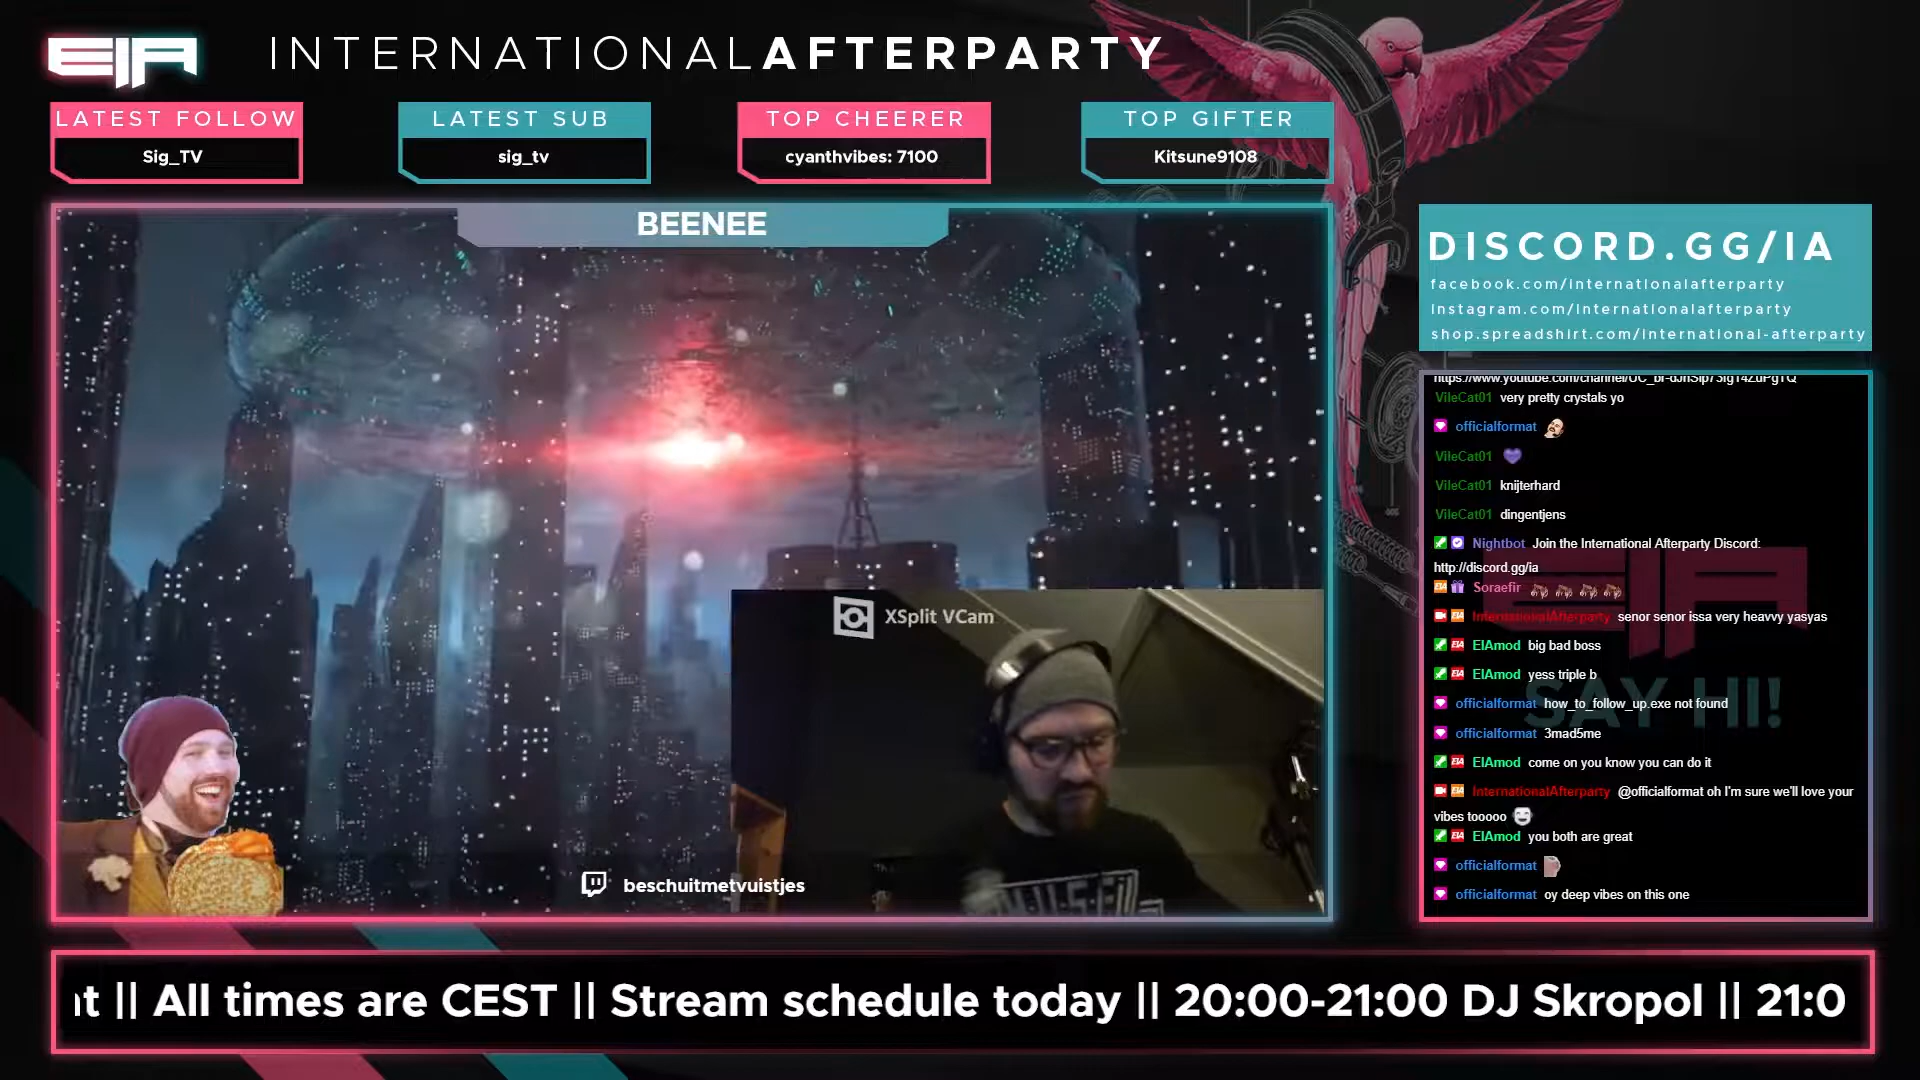 EIA
INTERNATIONALAFTERPARTY
LATEST FOLLOW
Sig_TV
LATEST SUB
sig_tv
TOP CHEERER
cyanthvibes: 7100
TOP GIFTER
Kitsune9108
BEENEE
XSplit VCam
beschuitmetvuistjes
DISCORD.GG/IA
facebook.com/internationalafterparty
instagram.com/internationalafterparty
shop.spreadshirt.com/international-afterparty
VileCat01 very pretty crystals yo
officialformat
VileCat01
VileCat01 knijterhard
VileCat01 dingentjens
Nightbot Join the International Afterparty Discord:
http://discord.gg/ia
Soraefir
InternationalAfterparty senor senor issa very heavvy yasyas
EIAmod big bad boss
EIAmod yess triple b
officialformat how_to_follow_up.exe not found
officialformat 3mad5me
EIAmod come on you know you can do it
InternationalAfterparty @officialformat oh I'm sure we'll love your
vibes tooooo
EIAmod you both are great
officialformat
officialformat oy deep vibes on this one
EIA
SAY HI!
|| All times are CEST || Stream schedule today || 20:00-21:00 DJ Skropol || 21:0